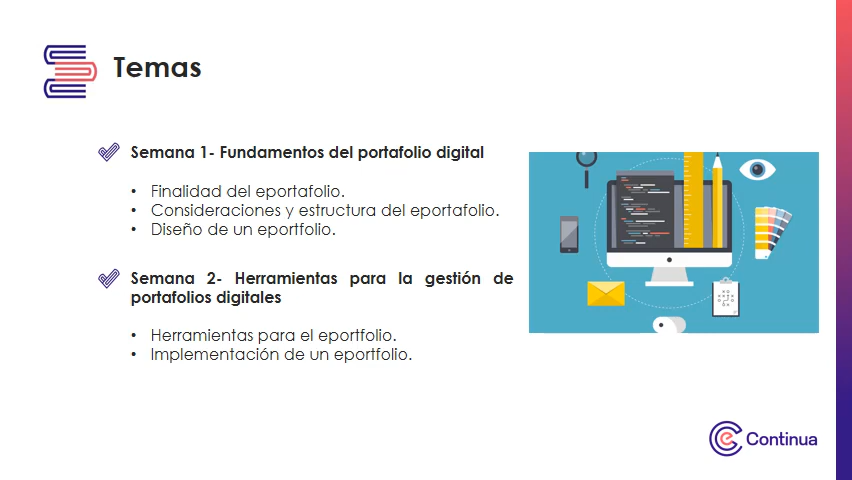 Temas
Semana 1- Fundamentos del portafolio digital
• Finalidad del eportafolio.
• Consideraciones y estructura del eportafolio.
• Diseño de un eportfolio.
Semana 2- Herramientas para la gestión de
portafolios digitales
• Herramientas para el eportfolio.
• Implementación de un eportfolio.
Continua